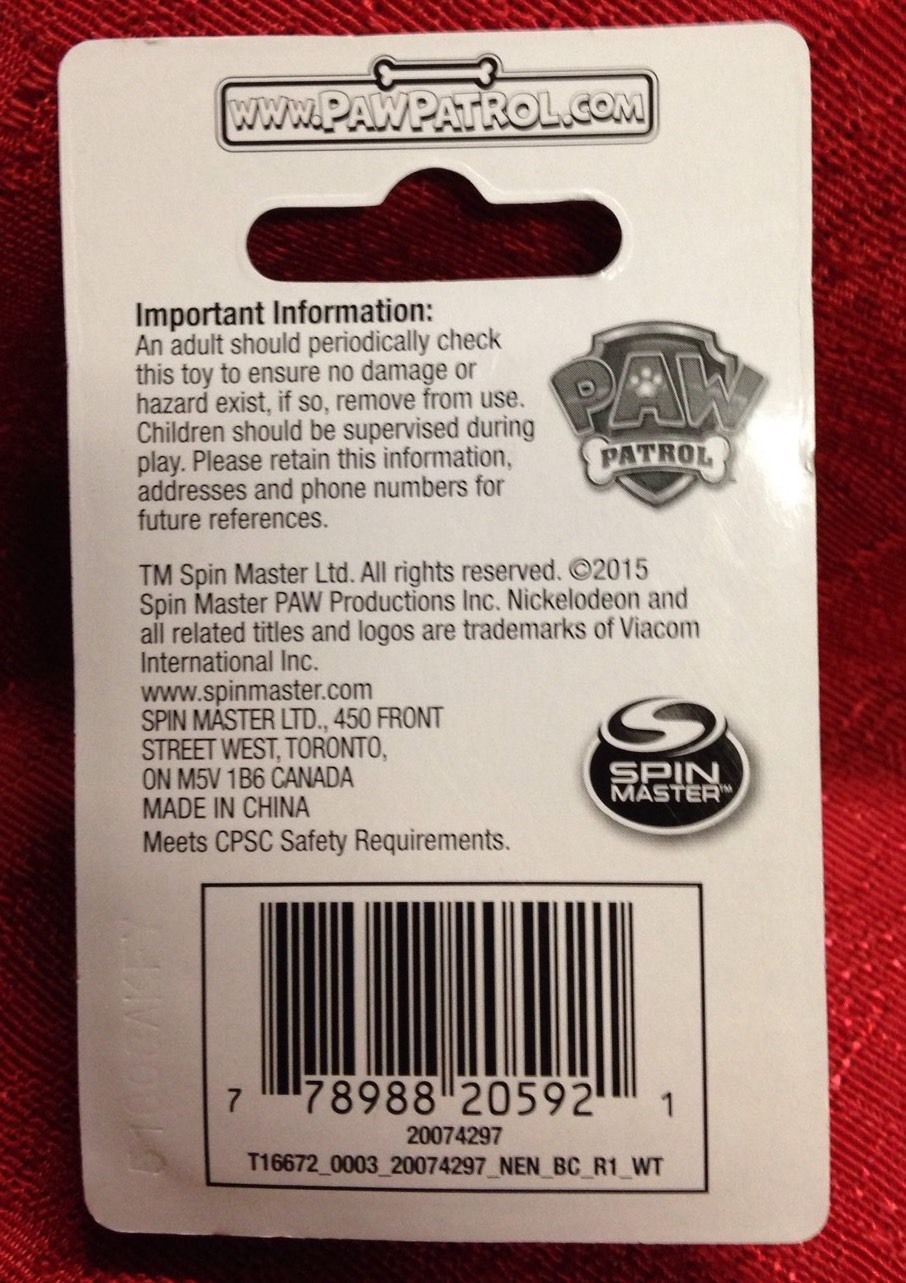 www.PAWPATROL.COM
Important Information:
An adult should periodically check
this toy to ensure no damage or
hazard exist, if so, remove from use.
Children should be supervised during
play. Please retain this information,
addresses and phone numbers for
future references.
PAW
PATROL
TM Spin Master Ltd. All rights reserved. ©2015
Spin Master PAW Productions Inc. Nickelodeon and
all related titles and logos are trademarks of Viacom
International Inc.
www.spinmaster.com
SPIN MASTER LTD., 450 FRONT
STREET WEST, TORONTO,
ON M5V 1B6 CANADA
MADE IN CHINA
Meets CPSC Safety Requirements.
SPIN
MASTER™
7 78988 20592 1
20074297
T16672_0003_20074297_NEN_BC_R1_WT